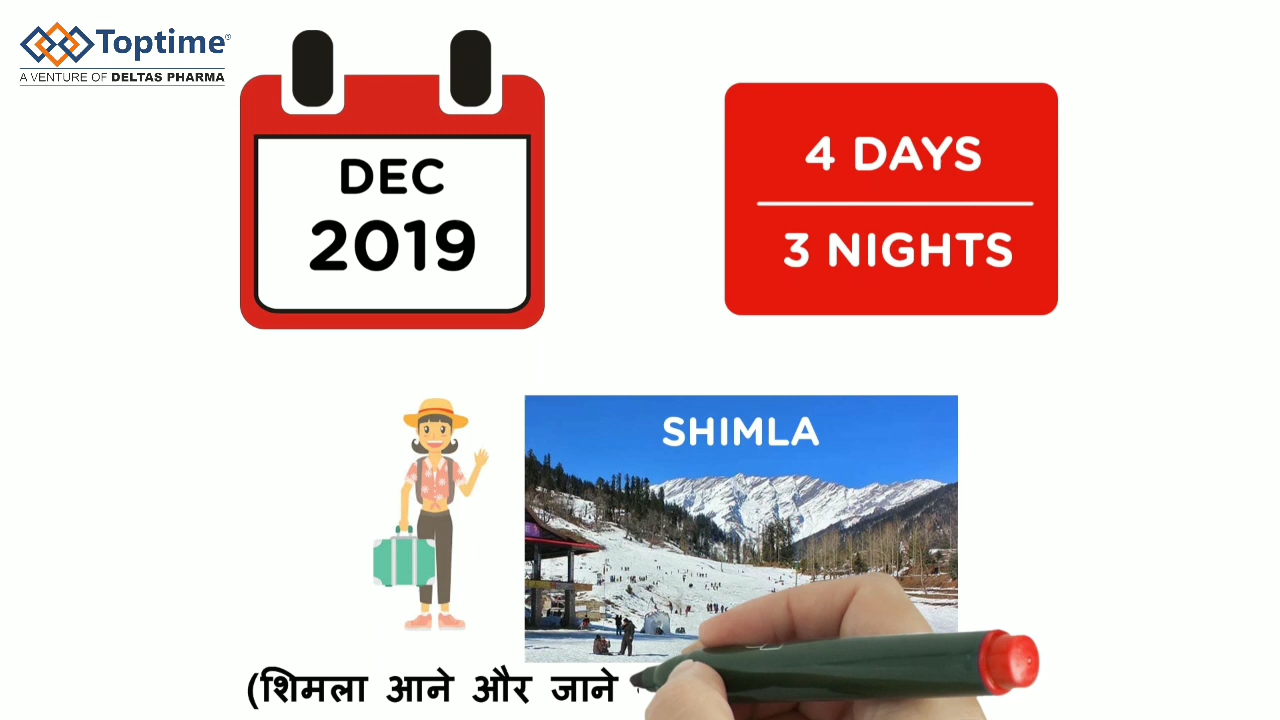 Toptime®
A VENTURE OF DELTAS PHARMA
DEC
2019
4 DAYS
3 NIGHTS
SHIMLA
(शिमला आने और जाने